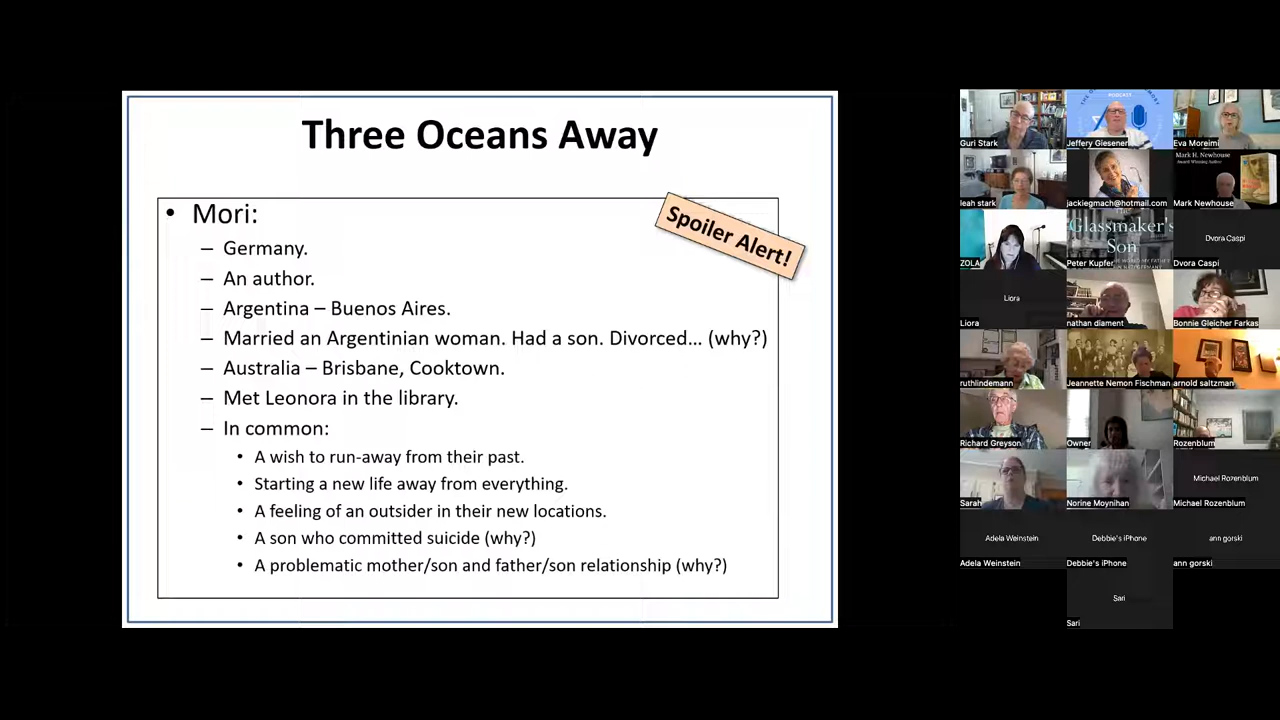 Three Oceans Away
Spoiler Alert!
• Mori:
– Germany.
– An author.
– Argentina – Buenos Aires.
– Married an Argentinian woman. Had a son. Divorced... (why?)
– Australia – Brisbane, Cooktown.
– Met Leonora in the library.
– In common:
• A wish to run-away from their past.
• Starting a new life away from everything.
• A feeling of an outsider in their new locations.
• A son who committed suicide (why?)
• A problematic mother/son and father/son relationship (why?)
PODCAST
Guri Stark
Jeffery Giesener
Eva Moreimi
Mark H. Newhouse
Award Winning Author
leah stark
jackiegmach@hotmail.com
Mark Newhouse
Glassmaker's
Son
Dvora Caspi
ZOLA
Peter Kupfer
Dvora Caspi
Liora
Liora
nathan diament
Bonnie Gleicher Farkas
ruthlindemann
Jeannette Nemon Fischman
arnold saltzman
Richard Greyson
Owner
Rozenblum
Michael Rozenblum
Sarah
Norine Moynihan
Michael Rozenblum
Adela Weinstein
Debbie's iPhone
ann gorski
Adela Weinstein
Debbie's iPhone
ann gorski
Sari
Sari